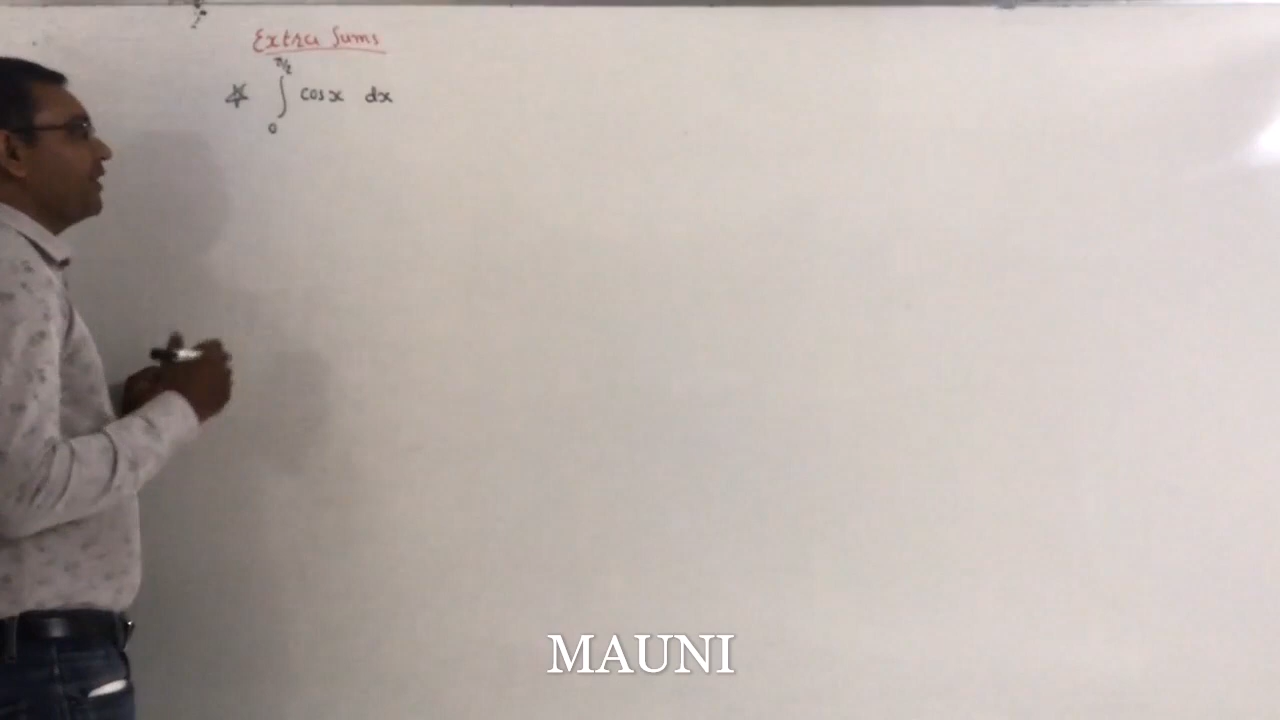 Extra Sums
☆ ∫₀^(π/2) cos x dx
MAUNI